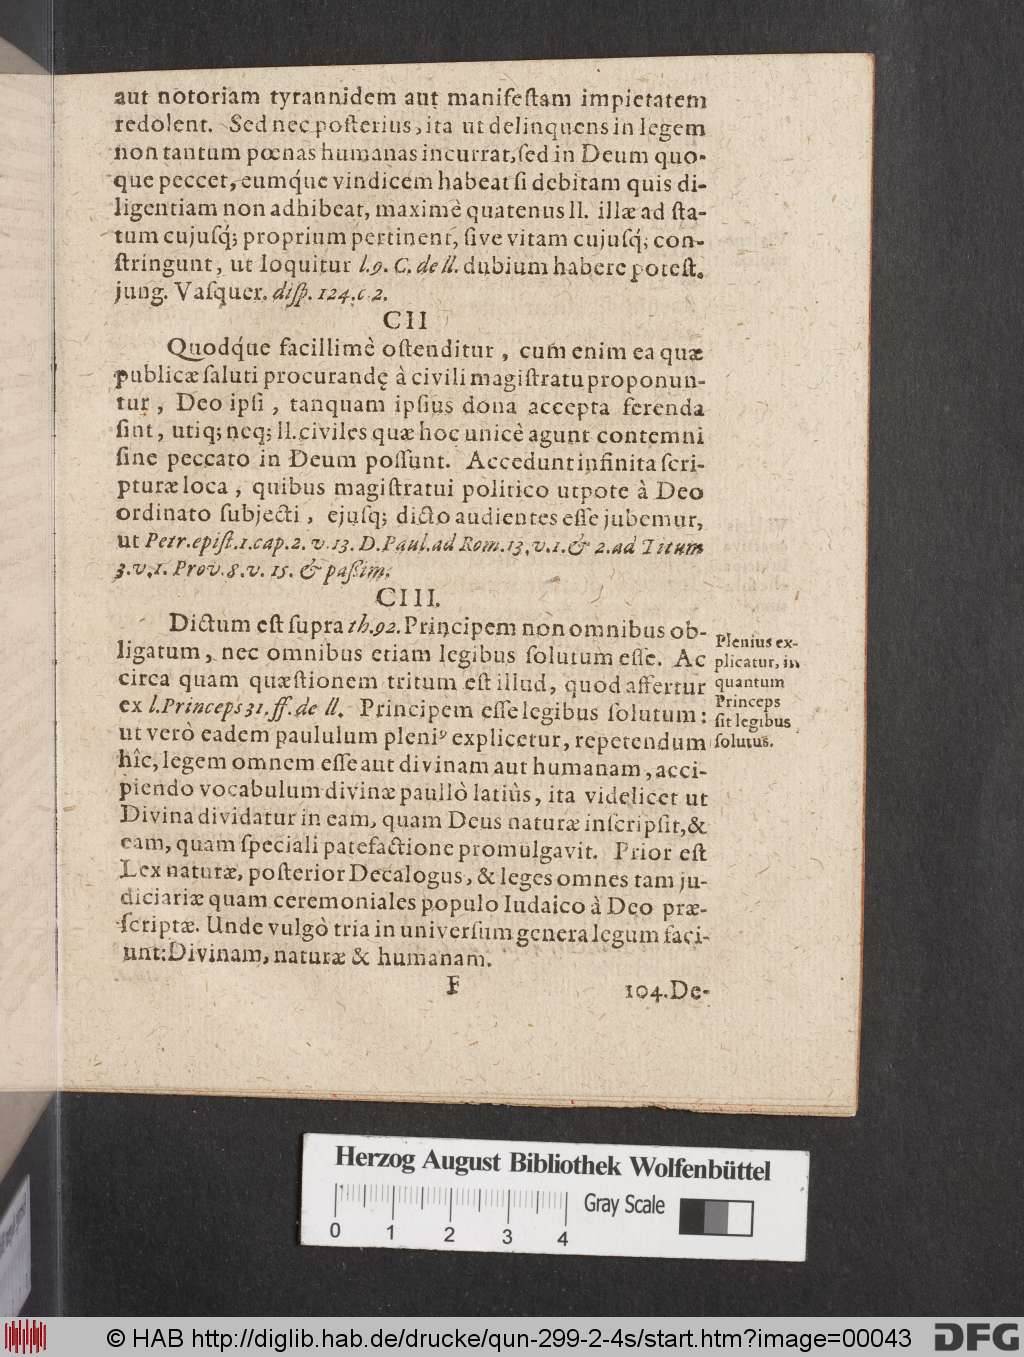 aut notoriam tyrannidem aut manifeſtam impietatem
redolent. Sed nec poſterius, ita ut delinquens in legem
non tantum pœnas humanas incurrat, ſed in Deum quo-
que peccet, eumq́ue vindicem habeat ſi debitam quis di-
ligentiam non adhibeat, maximè quatenus ll. illæ ad ſta-
tum cujuſq́; proprium pertinent, ſive vitam cujuſq́; con-
ſtringunt, ut loquitur l. 9. C. de ll. dubium habere poteſt.
jung. Vaſquez. diſp. 124. c. 2.
CII
Quodq́ue facillimè oſtenditur, cum enim ea quæ
publicæ ſaluti procurandę à civili magiſtratu proponun-
tur, Deo ipſi, tanquam ipſius dona accepta ferenda
ſint, utiq; neq; ll. civiles quæ hoc unicè agunt contemni
ſine peccato in Deum poſſunt. Accedunt infinita ſcri-
pturæ loca, quibus magiſtratui politico utpote à Deo
ordinato ſubjecti, ejuſq; dicto audientes eſſe jubemur,
ut Petr. epiſt. 1. cap. 2. v. 13. D. Paul. ad Rom. 13. v. 1. & 2. ad Titum
3. v. 1. Prov. 8. v. 15. & paſſim.
CIII.
Dictum eſt ſupra th. 92. Principem non omnibus ob-
ligatum, nec omnibus etiam legibus ſolutum eſſe. Ac
circa quam quæſtionem tritum eſt illud, quod affertur
ex l. Princeps 31. ff. de ll. Principem eſſe legibus ſolutum:
ut verò eadem paululum pleniꝰ explicetur, repetendum
hîc, legem omnem eſſe aut divinam aut humanam, acci-
piendo vocabulum divinæ paullò latiùs, ita videlicet ut
Divina dividatur in eam, quam Deus naturæ inſcripſit, &
eam, quam ſpeciali patefactione promulgavit. Prior eſt
Lex naturæ, poſterior Decalogus, & leges omnes tam ju-
diciariæ quam ceremoniales populo Iudaico à Deo præ-
ſcriptæ. Unde vulgò tria in univerſum genera legum faci-
unt: Divinam, naturæ & humanam.
Plenius ex-
plicatur, in
quantum
Princeps
ſit legibus
ſolutus.
F
104. De-
Herzog August Bibliothek Wolfenbüttel
0 1 2 3 4
Gray Scale
© HAB http://diglib.hab.de/drucke/qun-299-2-4s/start.htm?image=00043
DFG